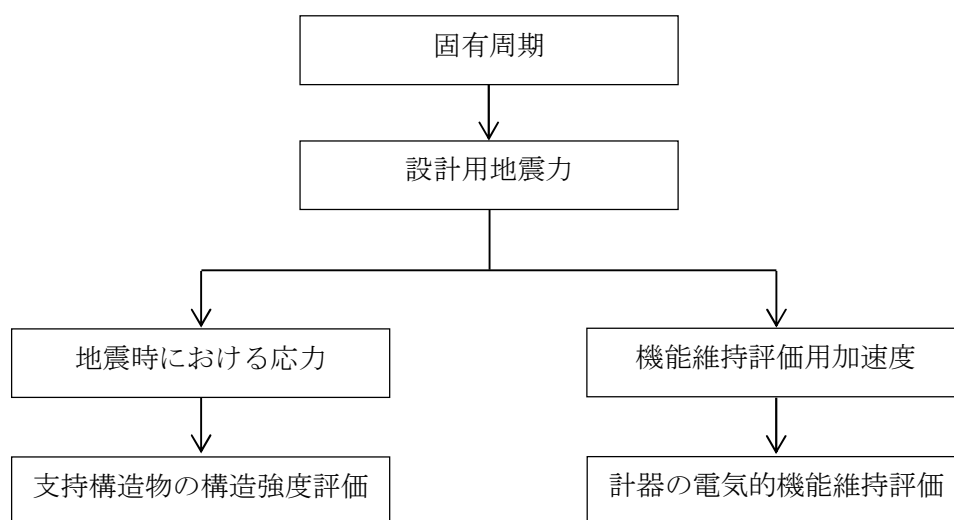 固有周期
設計用地震力
地震時における応力
機能維持評価用加速度
支持構造物の構造強度評価
計器の電気的機能維持評価